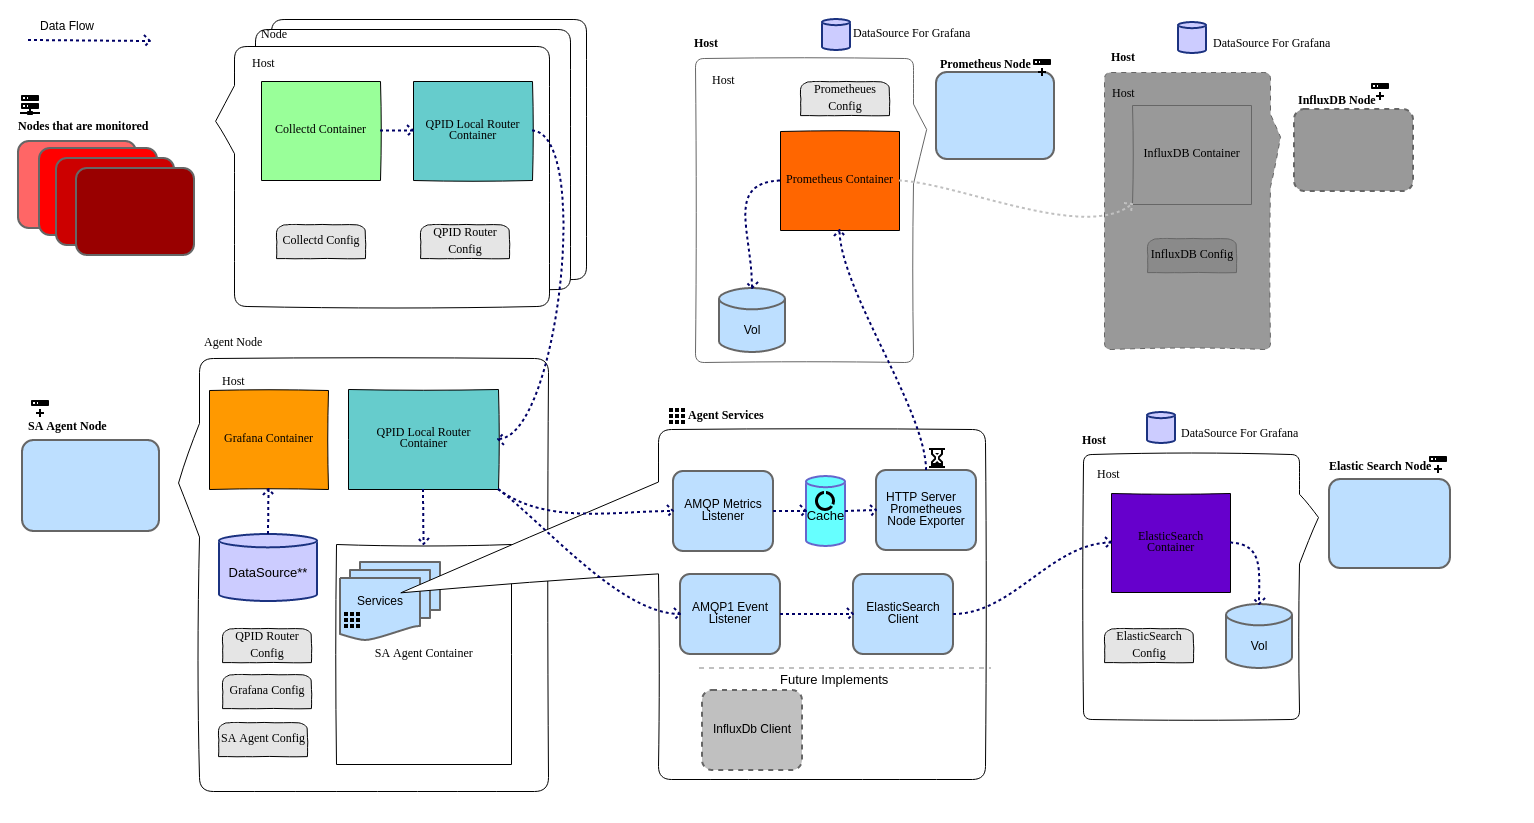 Data Flow
Nodes that are monitored
Node
Host
Collectd Container
QPID Local Router
Container
Collectd Config
QPID Router
Config
Host
DataSource For Grafana
Host
Prometheues
Config
Prometheus Container
Vol
Prometheus Node
DataSource For Grafana
Host
Host
InfluxDB Container
InfluxDB Config
InfluxDB Node
SA Agent Node
Agent Node
Host
Grafana Container
QPID Local Router
Container
DataSource**
QPID Router
Config
Grafana Config
SA Agent Config
Services
SA Agent Container
Agent Services
AMQP Metrics
Listener
Cache
HTTP Server
Prometheues
Node Exporter
AMQP1 Event
Listener
ElasticSearch
Client
Future Implements
InfluxDb Client
Host
DataSource For Grafana
Host
ElasticSearch
Container
ElasticSearch
Config
Vol
Elastic Search Node